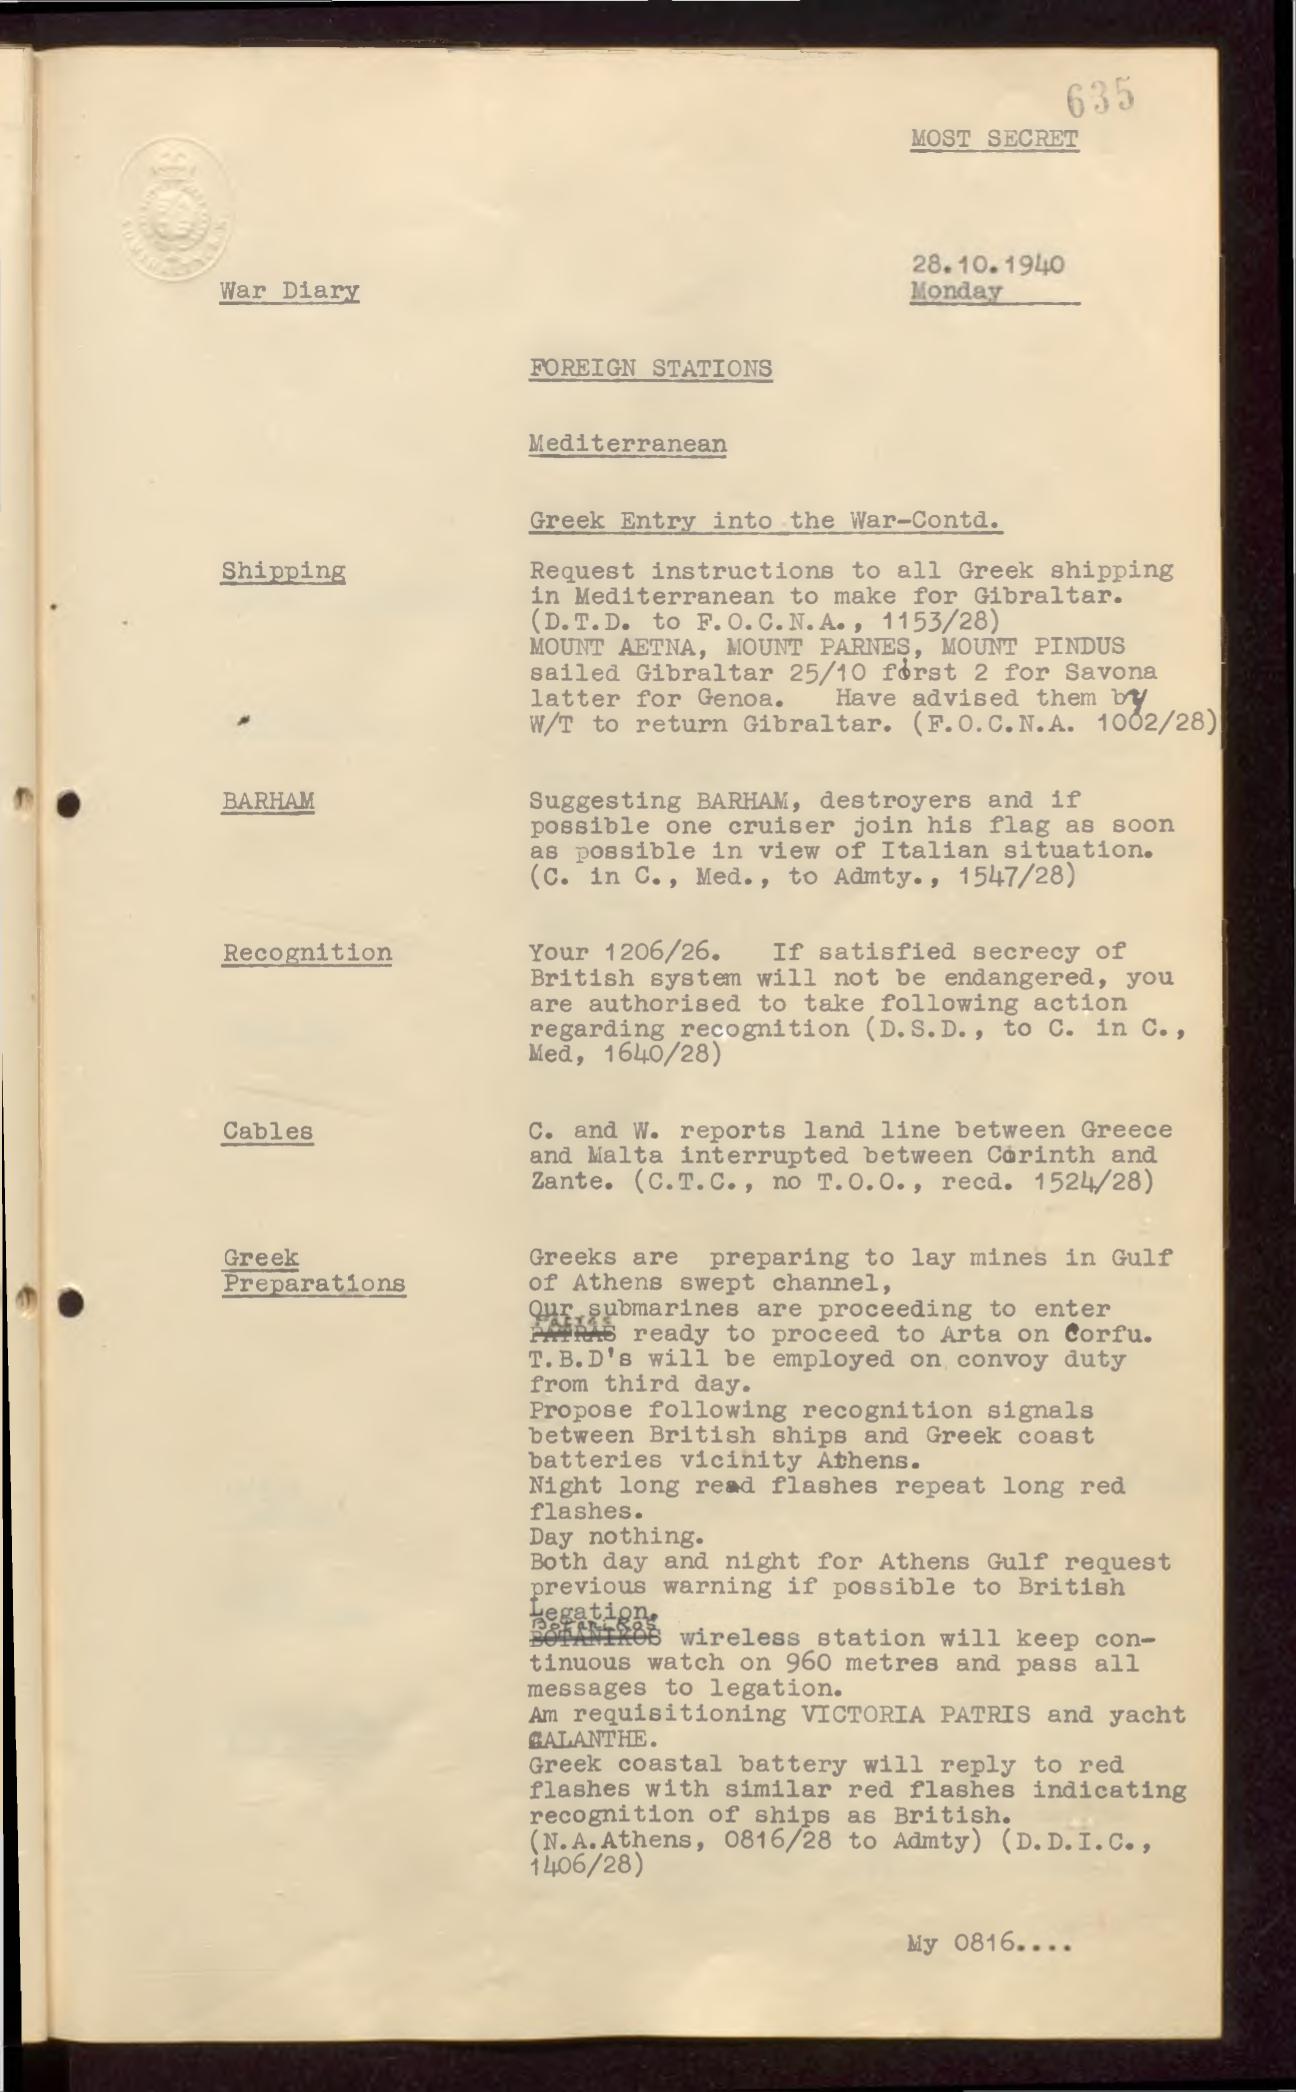 635
MOST SECRET
28.10.1940
War Diary
Monday
FOREIGN STATIONS
Mediterranean
Greek Entry into the War-Contd.
Shipping
Request instructions to all Greek shipping
in Mediterranean to make for Gibraltar.
(D.T.D. to F.O.C.N.A., 1153/28)
MOUNT AETNA, MOUNT PARNES, MOUNT PINDUS
sailed Gibraltar 25/10 first 2 for Savona
latter for Genoa. Have advised them by
W/T to return Gibraltar. (F.O.C.N.A. 1002/28)
BARHAM
Suggesting BARHAM, destroyers and if
possible one cruiser join his flag as soon
as possible in view of Italian situation.
(C. in C., Med., to Admty., 1547/28)
Recognition
Your 1206/26. If satisfied secrecy of
British system will not be endangered, you
are authorised to take following action
regarding recognition (D.S.D., to C. in C.,
Med, 1640/28)
Cables
C. and W. reports land line between Greece
and Malta interrupted between Corinth and
Zante. (C.T.C., no T.O.O., recd. 1524/28)
Greek
Preparations
Greeks are preparing to lay mines in Gulf
of Athens swept channel,
Our submarines are proceeding to enter
Patras
PATRAS ready to proceed to Arta on Corfu.
T.B.D's will be employed on convoy duty
from third day.
Propose following recognition signals
between British ships and Greek coast
batteries vicinity Athens.
Night long read flashes repeat long red
flashes.
Day nothing.
Both day and night for Athens Gulf request
previous warning if possible to British
Legation.
Botanikos
BOTANIKOS wireless station will keep con-
tinuous watch on 960 metres and pass all
messages to legation.
Am requisitioning VICTORIA PATRIS and yacht
GALANTHE.
Greek coastal battery will reply to red
flashes with similar red flashes indicating
recognition of ships as British.
(N.A.Athens, 0816/28 to Admty) (D.D.I.C.,
1406/28)
My 0816....